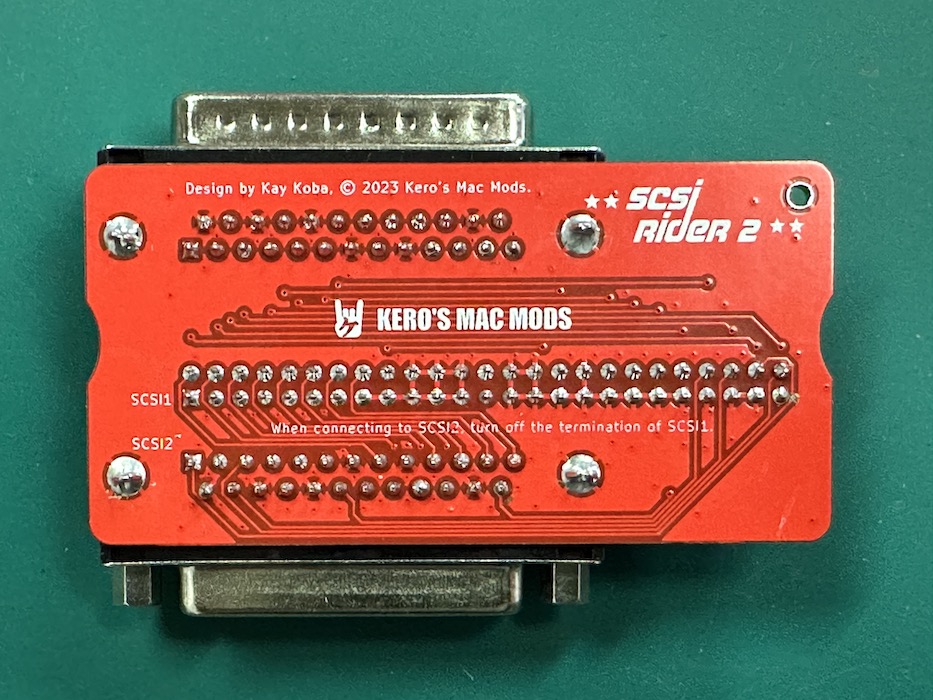 Design by Kay Koba, © 2023 Kero's Mac Mods.
★★ SCSI
RIDER 2 ★★
KERO'S MAC MODS
SCSI1
When connecting to SCSI2, turn off the termination of SCSI1.
SCSI2